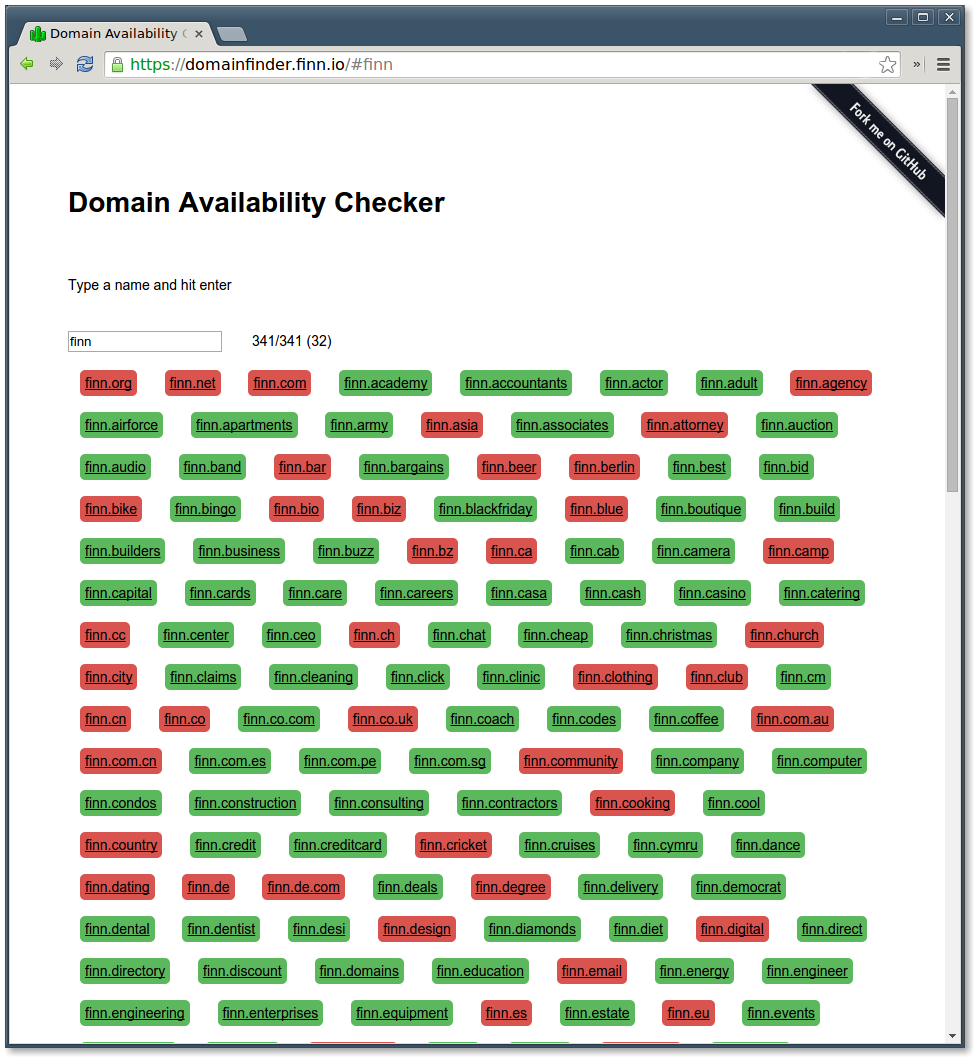 Domain Availability C
https://domainfinder.finn.io/#finn
Fork me on GitHub
Domain Availability Checker
Type a name and hit enter
finn 341/341 (32)
finn.org finn.net finn.com finn.academy finn.accountants finn.actor finn.adult finn.agency
finn.airforce finn.apartments finn.army finn.asia finn.associates finn.attorney finn.auction
finn.audio finn.band finn.bar finn.bargains finn.beer finn.berlin finn.best finn.bid
finn.bike finn.bingo finn.bio finn.biz finn.blackfriday finn.blue finn.boutique finn.build
finn.builders finn.business finn.buzz finn.bz finn.ca finn.cab finn.camera finn.camp
finn.capital finn.cards finn.care finn.careers finn.casa finn.cash finn.casino finn.catering
finn.cc finn.center finn.ceo finn.ch finn.chat finn.cheap finn.christmas finn.church
finn.city finn.claims finn.cleaning finn.click finn.clinic finn.clothing finn.club finn.cm
finn.cn finn.co finn.co.com finn.co.uk finn.coach finn.codes finn.coffee finn.com.au
finn.com.cn finn.com.es finn.com.pe finn.com.sg finn.community finn.company finn.computer
finn.condos finn.construction finn.consulting finn.contractors finn.cooking finn.cool
finn.country finn.credit finn.creditcard finn.cricket finn.cruises finn.cymru finn.dance
finn.dating finn.de finn.de.com finn.deals finn.degree finn.delivery finn.democrat
finn.dental finn.dentist finn.desi finn.design finn.diamonds finn.diet finn.digital finn.direct
finn.directory finn.discount finn.domains finn.education finn.email finn.energy finn.engineer
finn.engineering finn.enterprises finn.equipment finn.es finn.estate finn.eu finn.events